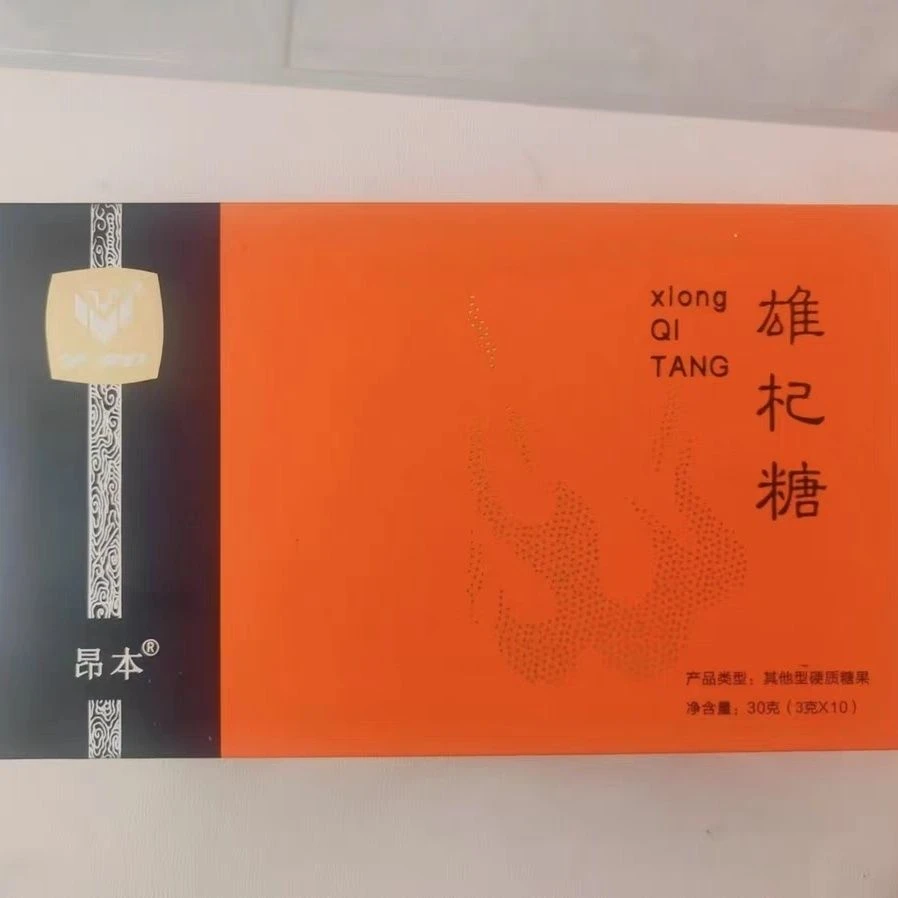 xiong
QI
TANG
雄杞糖
昂本®
产品类型：其他型硬质糖果
净含量：30克（3克X10）